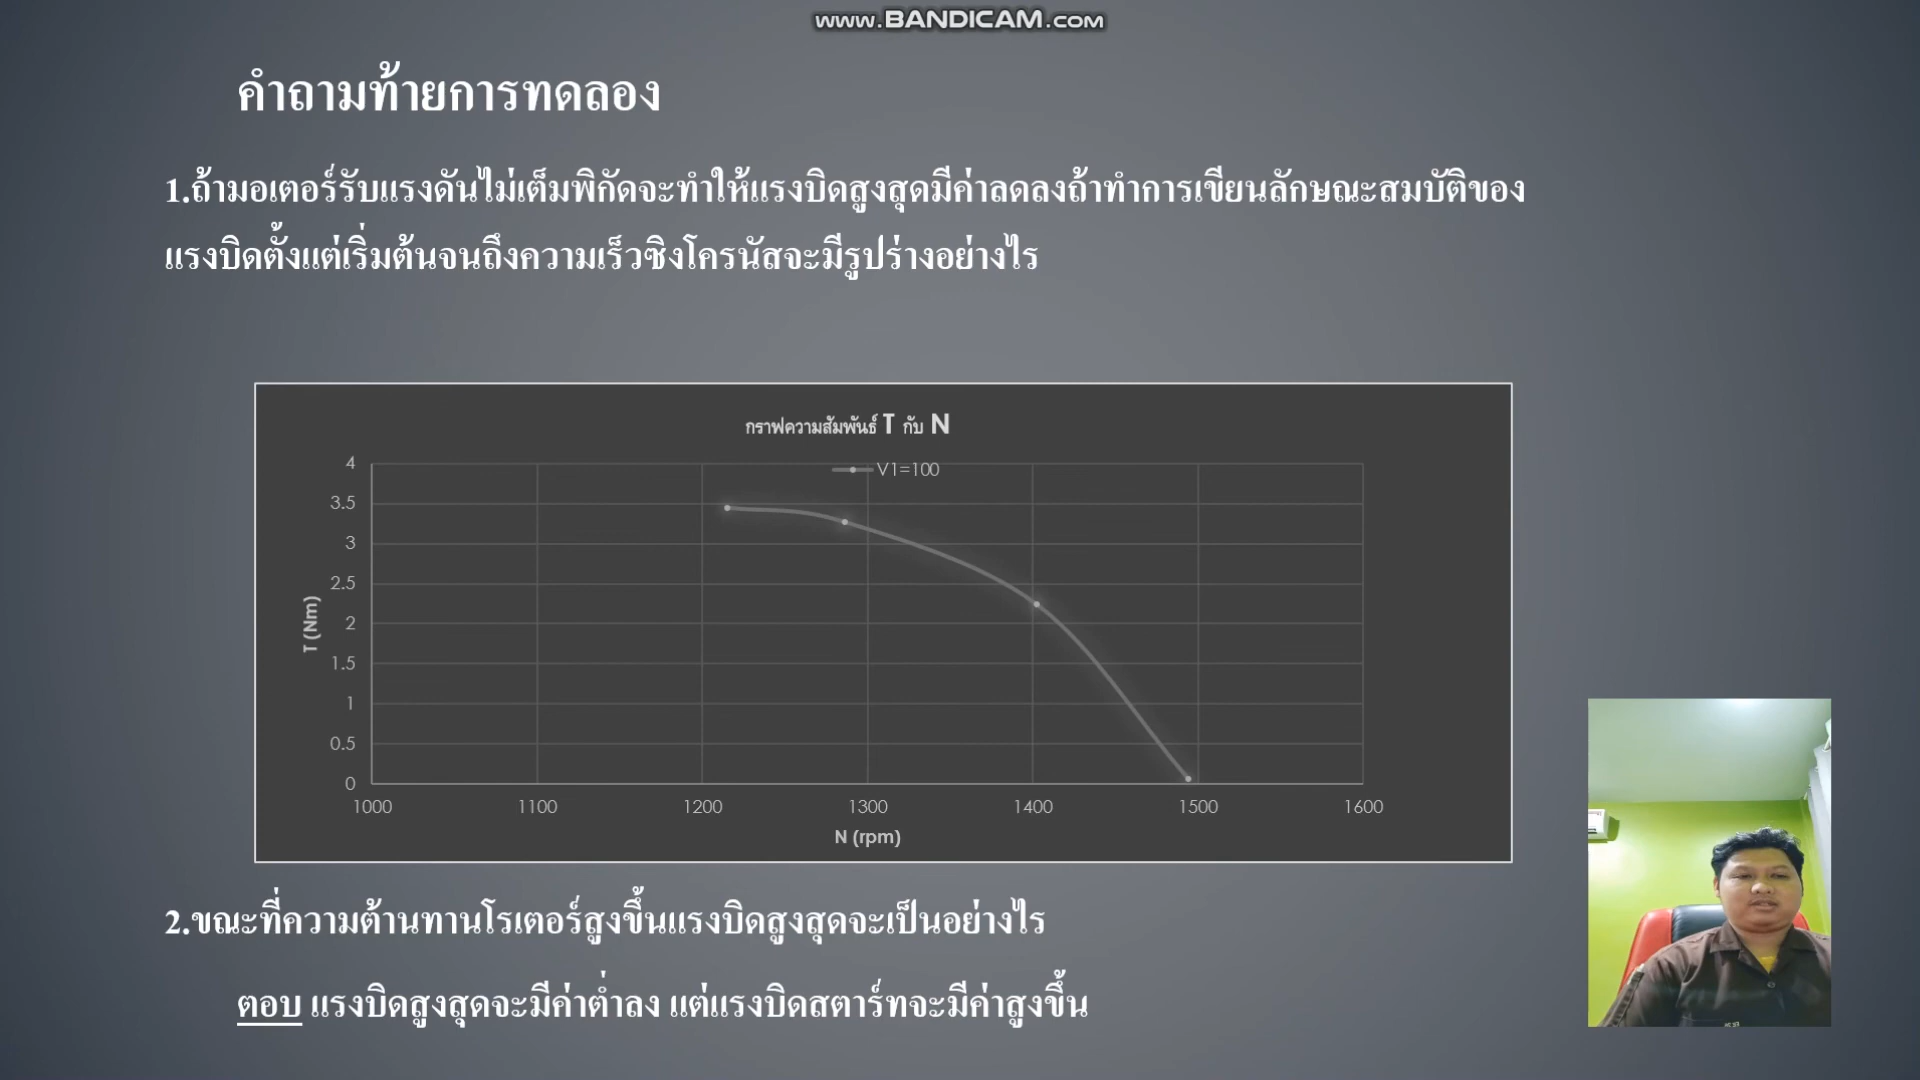 www.BANDICAM.com
คำถามท้ายการทดลอง
1.ถ้ามอเตอร์รับแรงดันไม่เต็มพิกัดจะทำให้แรงบิดสูงสุดมีค่าลดลงถ้าทำการเขียนลักษณะสมบัติของ
แรงบิดตั้งแต่เริ่มต้นจนถึงความเร็วซิงโครนัสจะมีรูปร่างอย่างไร
กราฟความสัมพันธ์ T กับ N
V1=100
4
3.5
3
2.5
2
1.5
1
0.5
0
T (Nm)
1000 1100 1200 1300 1400 1500 1600
N (rpm)
2.ขณะที่ความต้านทานโรเตอร์สูงขึ้นแรงบิดสูงสุดจะเป็นอย่างไร
ตอบ แรงบิดสูงสุดจะมีค่าต่ำลง แต่แรงบิดสตาร์ทจะมีค่าสูงขึ้น